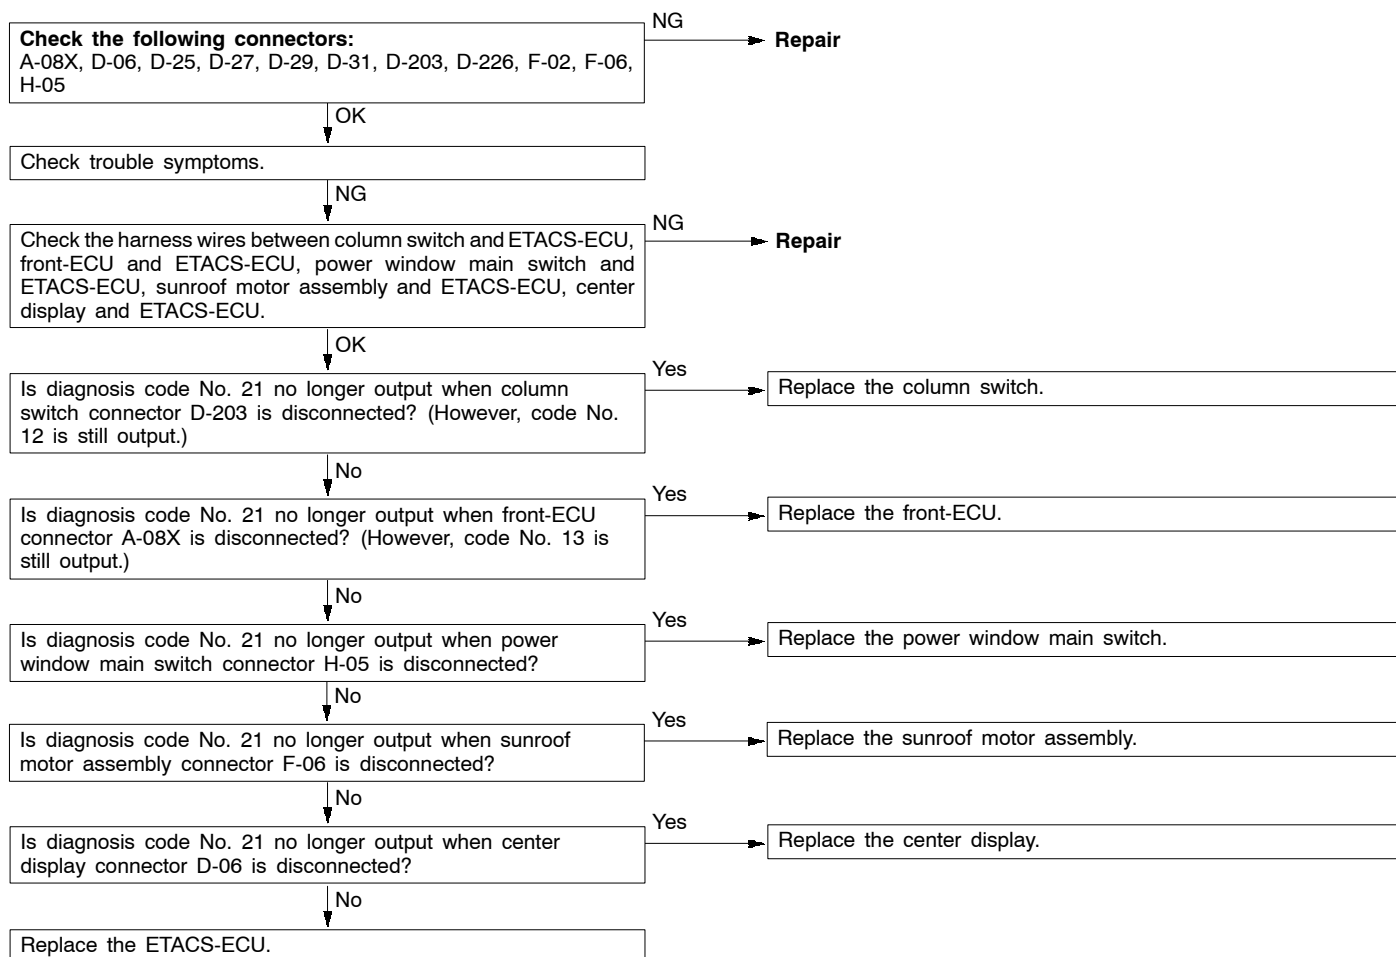 NG
Check the following connectors:
A-08X, D-06, D-25, D-27, D-29, D-31, D-203, D-226, F-02, F-06,
H-05
Repair
OK
Check trouble symptoms.
NG
NG
Check the harness wires between column switch and ETACS-ECU,
front-ECU and ETACS-ECU, power window main switch and
ETACS-ECU, sunroof motor assembly and ETACS-ECU, center
display and ETACS-ECU.
Repair
OK
Yes
Is diagnosis code No. 21 no longer output when column
switch connector D-203 is disconnected? (However, code No.
12 is still output.)
Replace the column switch.
No
Yes
Is diagnosis code No. 21 no longer output when front-ECU
connector A-08X is disconnected? (However, code No. 13 is
still output.)
Replace the front-ECU.
No
Yes
Is diagnosis code No. 21 no longer output when power
window main switch connector H-05 is disconnected?
Replace the power window main switch.
No
Yes
Is diagnosis code No. 21 no longer output when sunroof
motor assembly connector F-06 is disconnected?
Replace the sunroof motor assembly.
No
Yes
Is diagnosis code No. 21 no longer output when center
display connector D-06 is disconnected?
Replace the center display.
No
Replace the ETACS-ECU.